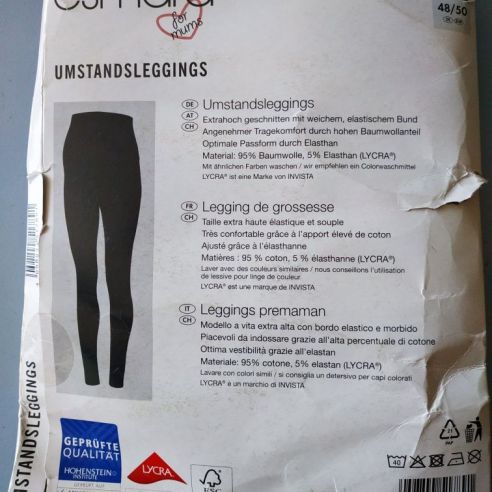 esmara
for mums
48/50
UMSTANDSLEGGINGS
DE Umstandsleggings
AT Extrahoch geschnitten mit weichem, elastischem Bund
CH Angenehmer Tragekomfort durch hohen Baumwollanteil
Optimale Passform durch Elasthan
Material: 95% Baumwolle, 5% Elasthan (LYCRA®)
Mit ähnlichen Farben waschen / wir empfehlen ein Colorwaschmittel
LYCRA® ist eine Marke von INVISTA
FR Legging de grossesse
CH Taille extra haute élastique et souple
Très confortable grâce à l'apport élevé de coton
Ajusté grâce à l'élasthanne
Matières : 95 % coton, 5 % élasthanne (LYCRA®)
Laver avec des couleurs similaires / nous conseillons l'utilisation
de lessive pour linge de couleur
LYCRA® est une marque de INVISTA
IT Leggings premaman
CH Modello a vita extra alta con bordo elastico e morbido
Piacevoli da indossare grazie all'alta percentuale di cotone
Ottima vestibilità grazie all'elastan
Materiale: 95% cotone, 5% elastan (LYCRA®)
Lavare con colori simili / si consiglia un detersivo per capi colorati
LYCRA® è un marchio di INVISTA
MSTANDSLEGGINGS
GEPRÜFTE
QUALITÄT
HOHENSTEIN
INSTITUTE
GEPRÜFT AUF
LYCRA
FSC
21
PAP
40